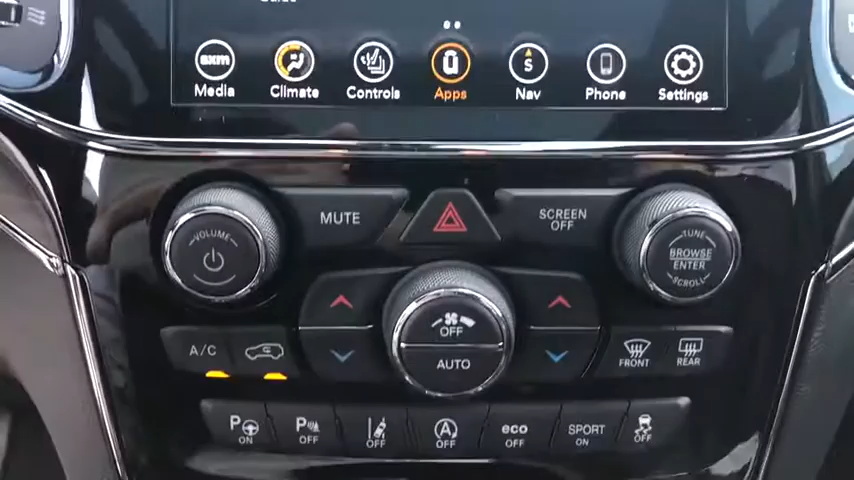 sxm
S
Media Climate Controls Apps Nav Phone Settings
VOLUME
MUTE
SCREEN
OFF
TUNE
BROWSE
ENTER
SCROLL
OFF
AUTO
A/C
FRONT
REAR
P ON
P OFF
OFF
A OFF
eco OFF
SPORT ON
OFF